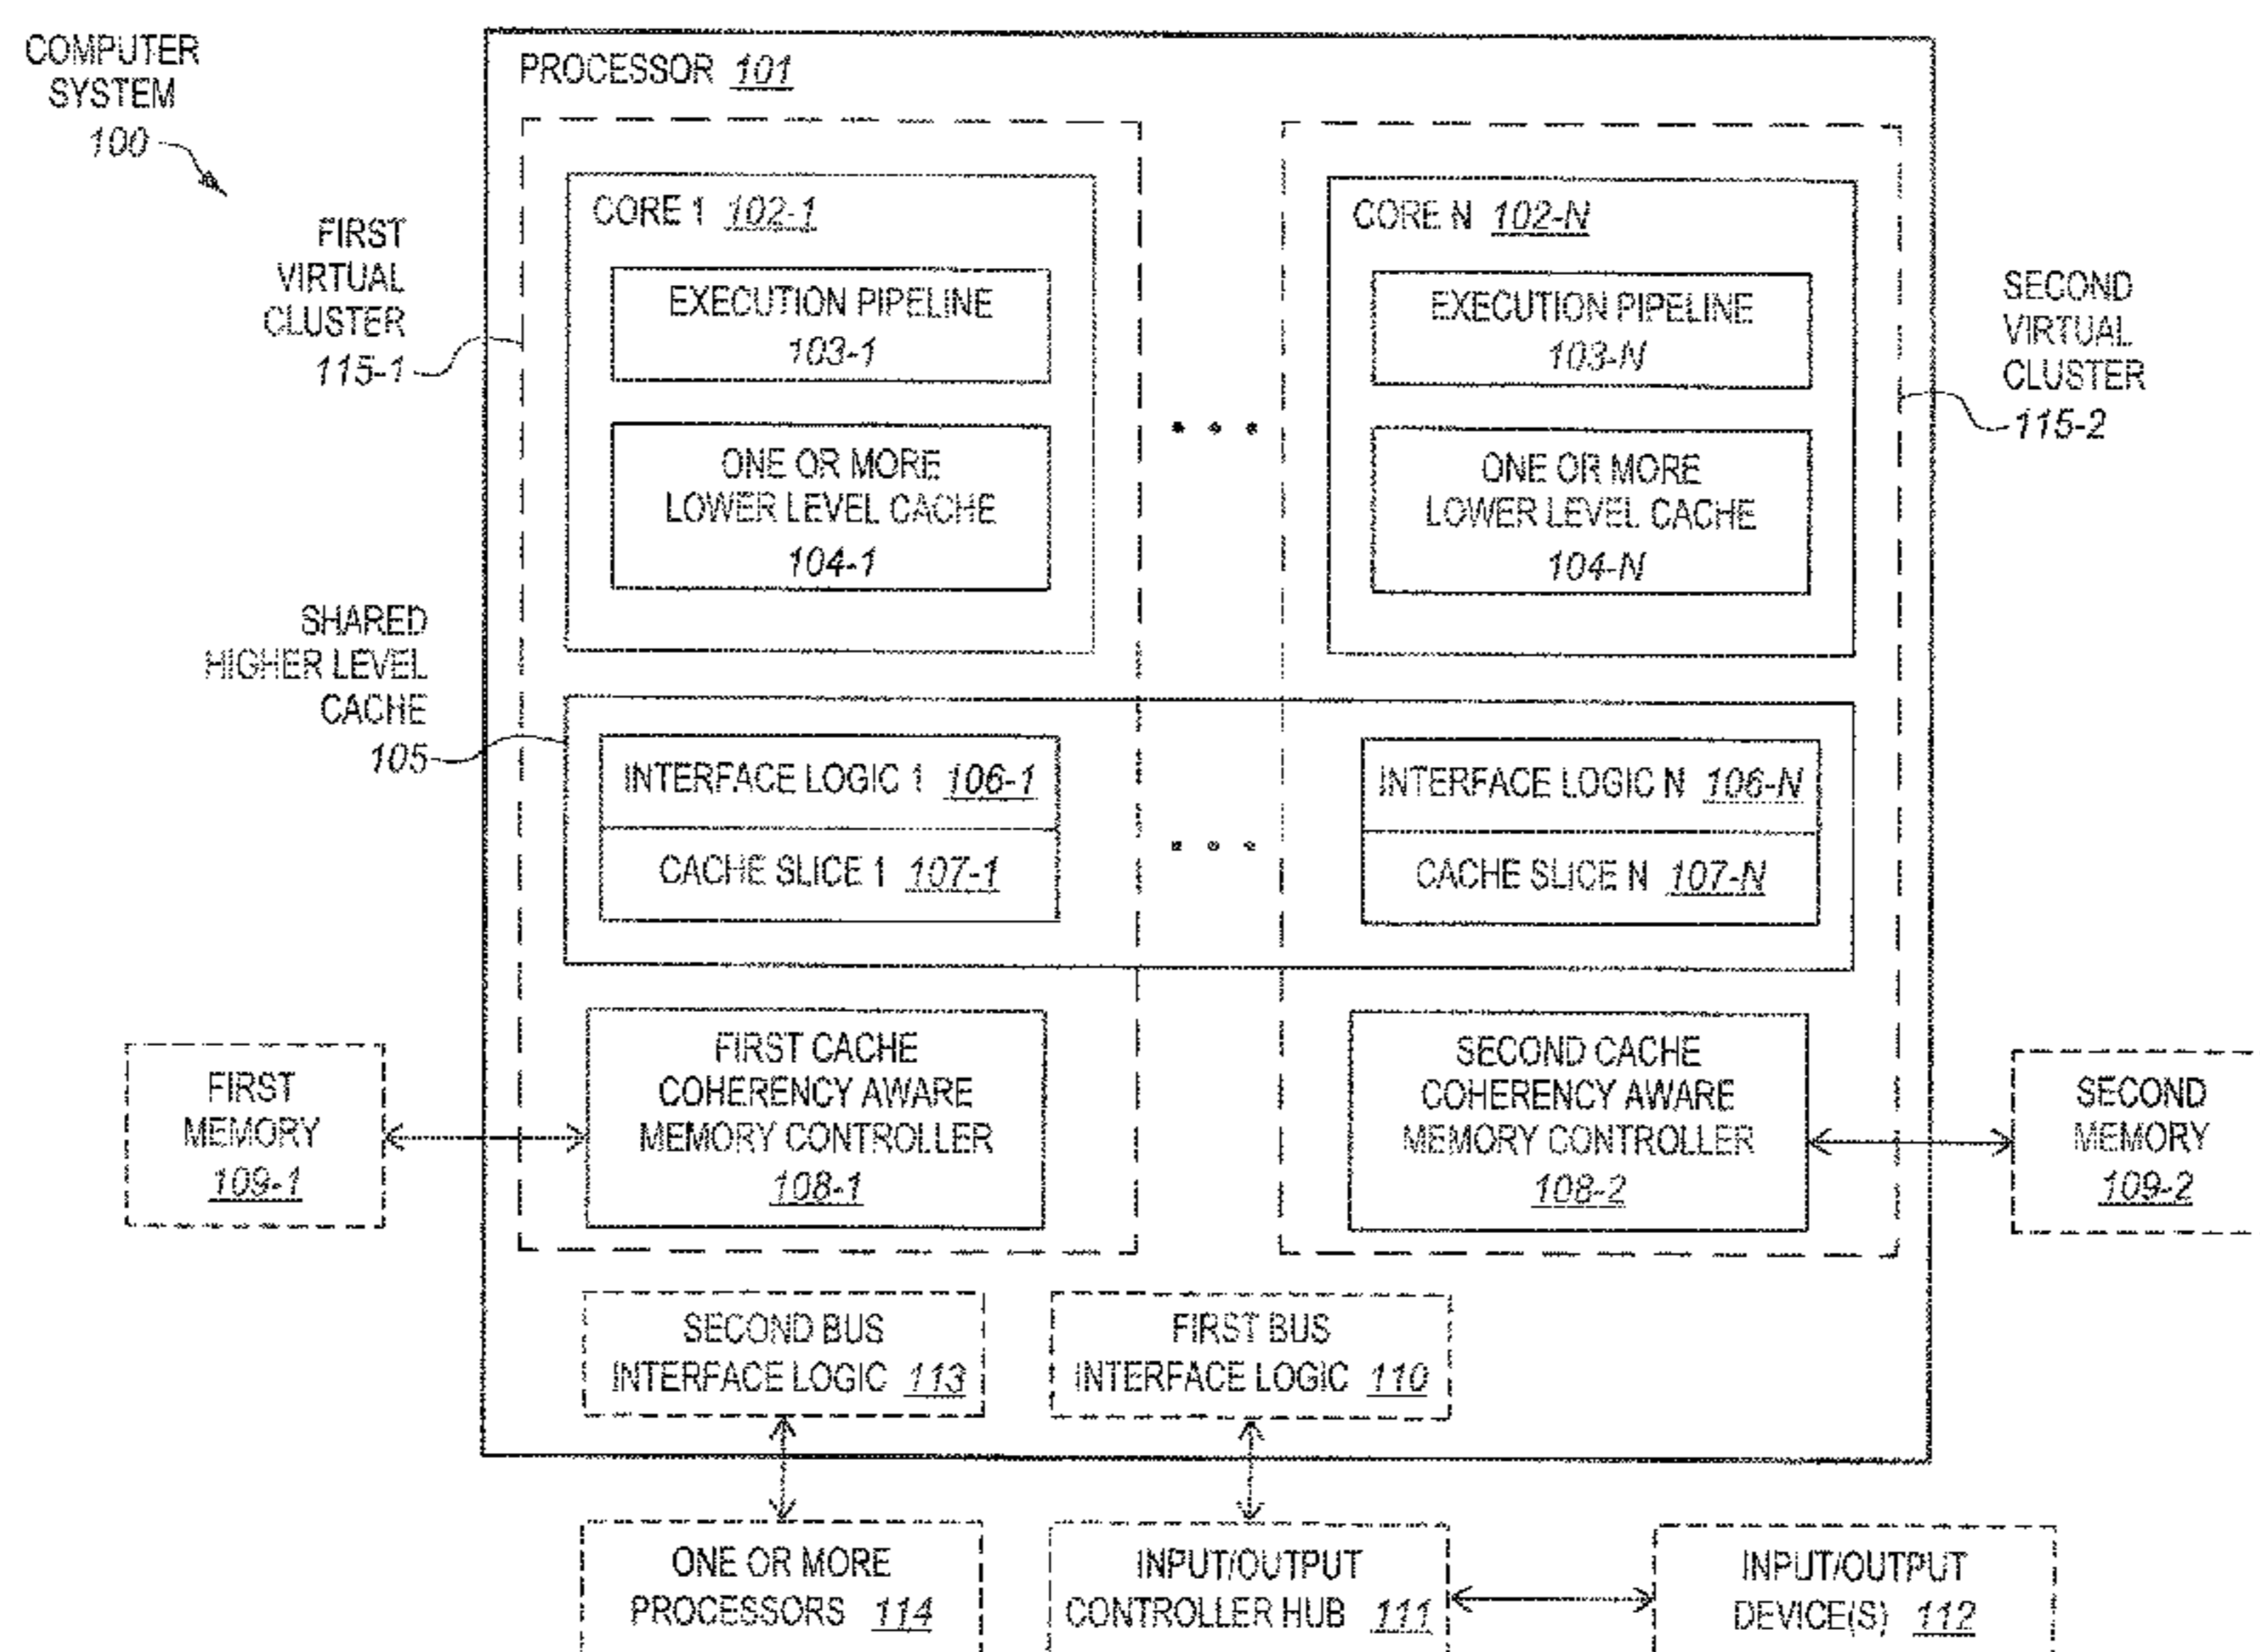 COMPUTER
SYSTEM
100
PROCESSOR 101
FIRST
VIRTUAL
CLUSTER
115-1
CORE 1 102-1
EXECUTION PIPELINE
103-1
ONE OR MORE
LOWER LEVEL CACHE
104-1
• • •
CORE N 102-N
EXECUTION PIPELINE
103-N
ONE OR MORE
LOWER LEVEL CACHE
104-N
SECOND
VIRTUAL
CLUSTER
115-2
SHARED
HIGHER LEVEL
CACHE
105
INTERFACE LOGIC 1 106-1
CACHE SLICE 1 107-1
• • •
INTERFACE LOGIC N 106-N
CACHE SLICE N 107-N
FIRST
MEMORY
109-1
FIRST CACHE
COHERENCY AWARE
MEMORY CONTROLLER
108-1
SECOND CACHE
COHERENCY AWARE
MEMORY CONTROLLER
108-2
SECOND
MEMORY
109-2
SECOND BUS
INTERFACE LOGIC 113
FIRST BUS
INTERFACE LOGIC 110
ONE OR MORE
PROCESSORS 114
INPUT/OUTPUT
CONTROLLER HUB 111
INPUT/OUTPUT
DEVICE(S) 112